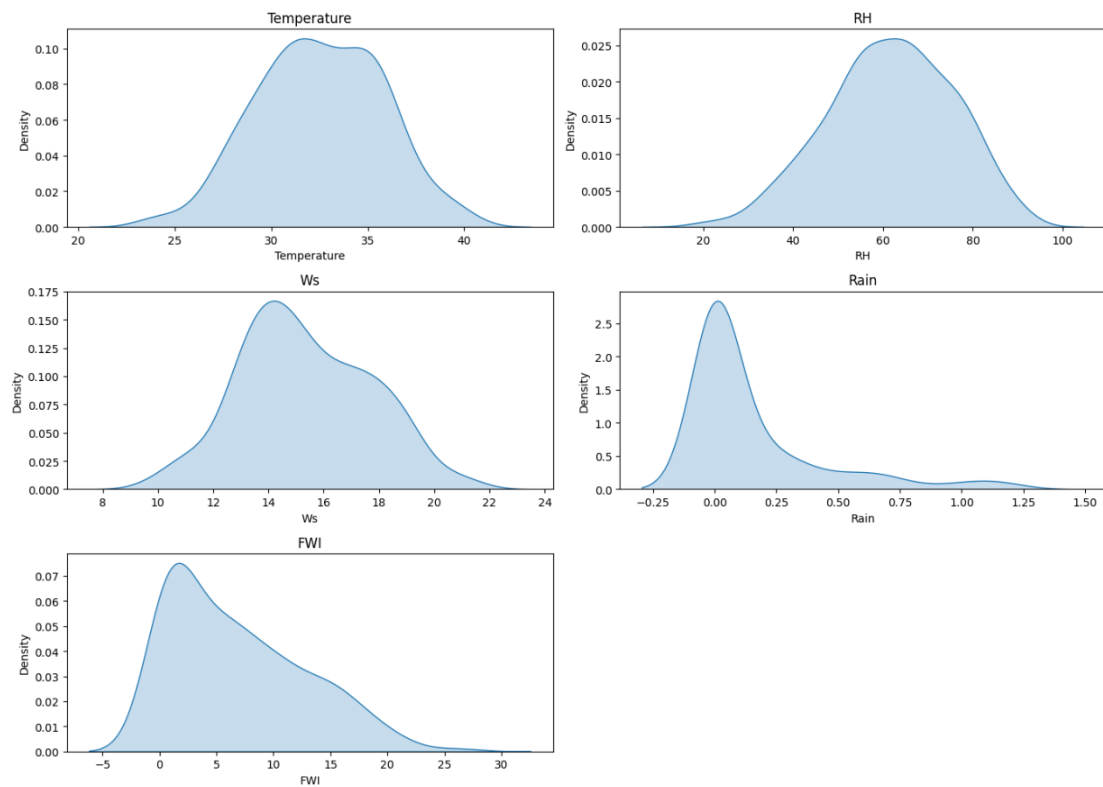 Temperature
Density
0.10
0.08
0.06
0.04
0.02
0.00
20 25 30 35 40
Temperature
RH
Density
0.025
0.020
0.015
0.010
0.005
0.000
20 40 60 80 100
RH
Ws
Density
0.175
0.150
0.125
0.100
0.075
0.050
0.025
0.000
8 10 12 14 16 18 20 22 24
Ws
Rain
Density
2.5
2.0
1.5
1.0
0.5
0.0
−0.25 0.00 0.25 0.50 0.75 1.00 1.25 1.50
Rain
FWI
Density
0.07
0.06
0.05
0.04
0.03
0.02
0.01
0.00
−5 0 5 10 15 20 25 30
FWI